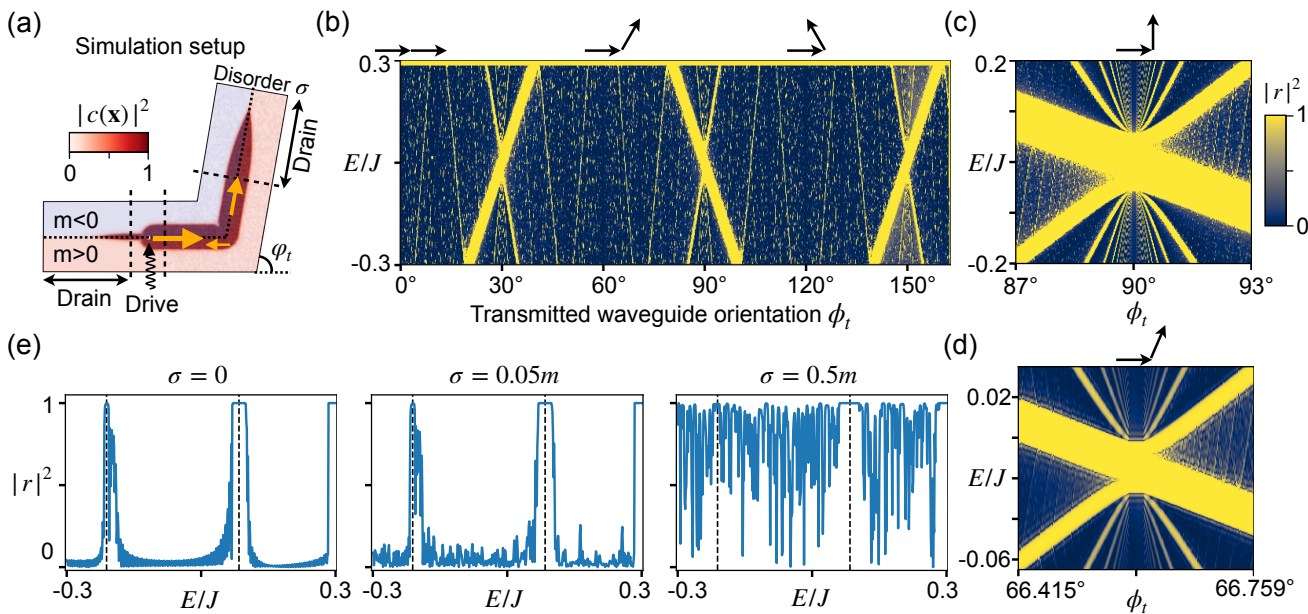 (a)
Simulation setup
Disorder σ
|c(x)|²
0 1
Drain
m<0
m>0
φt
Drain
Drive
(b)
0.3
E/J
-0.3
0° 30° 60° 90° 120° 150°
Transmitted waveguide orientation ϕt
(c)
0.2
E/J
-0.2
87° 90° 93°
ϕt
|r|²
1
0
(e)
σ = 0 σ = 0.05m σ = 0.5m
1
|r|²
0
-0.3 0.3 -0.3 0.3 -0.3 0.3
E/J E/J E/J
(d)
0.02
E/J
-0.06
66.415° 66.759°
ϕt